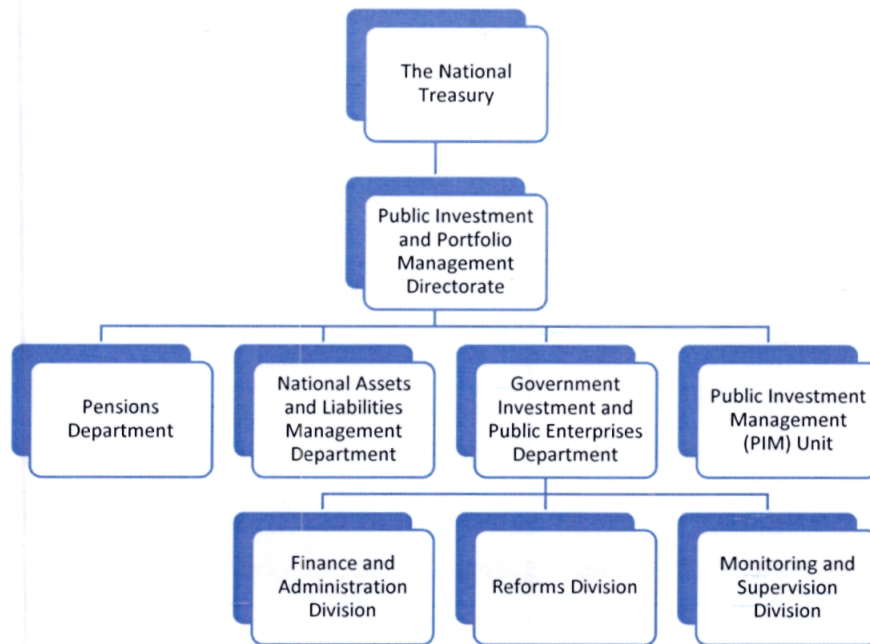 The National
Treasury
Public Investment
and Portfolio
Management
Directorate
Pensions
Department
National Assets
and Liabilities
Management
Department
Government
Investment and
Public Enterprises
Department
Public Investment
Management
(PIM) Unit
Finance and
Administration
Division
Reforms Division
Monitoring and
Supervision
Division